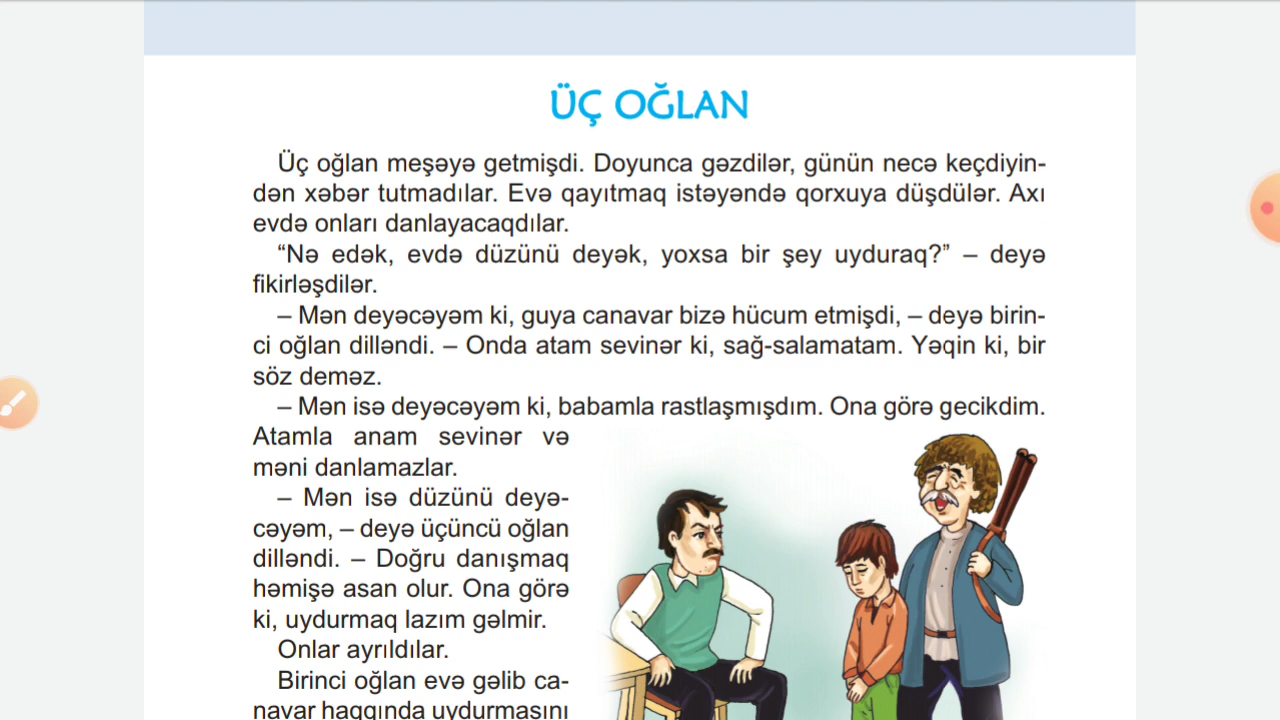 ÜÇ OĞLAN
Üç oğlan meşəyə getmişdi. Doyunca gəzdilər, günün necə keçdiyin-
dən xəbər tutmadılar. Evə qayıtmaq istəyəndə qorxuya düşdülər. Axı
evdə onları danlayacaqdılar.
“Nə edək, evdə düzünü deyək, yoxsa bir şey uyduraq?” – deyə
fikirləşdilər.
– Mən deyəcəyəm ki, guya canavar bizə hücum etmişdi, – deyə birin-
ci oğlan dilləndi. – Onda atam sevinər ki, sağ-salamatam. Yəqin ki, bir
söz deməz.
– Mən isə deyəcəyəm ki, babamla rastlaşmışdım. Ona görə gecikdim.
Atamla anam sevinər və
məni danlamazlar.
– Mən isə düzünü deyə-
cəyəm, – deyə üçüncü oğlan
dilləndi. – Doğru danışmaq
həmişə asan olur. Ona görə
ki, uydurmaq lazım gəlmir.
Onlar ayrıldılar.
Birinci oğlan evə gəlib ca-
navar haqqında uydurmasını